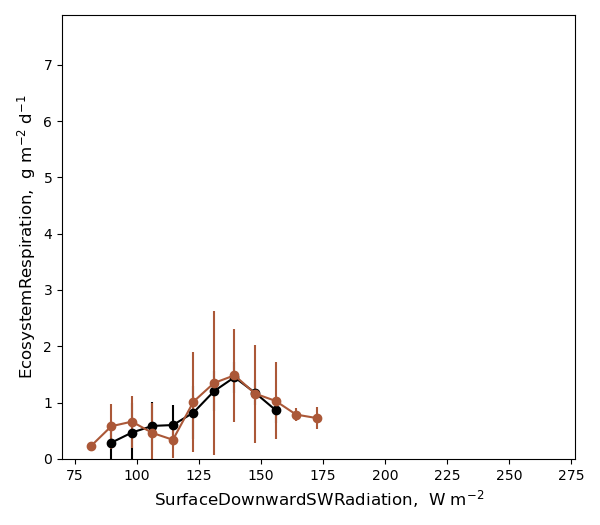 7
6
5
4
3
2
1
0
75 100 125 150 175 200 225 250 275
EcosystemRespiration, g m⁻² d⁻¹
SurfaceDownwardSWRadiation, W m⁻²